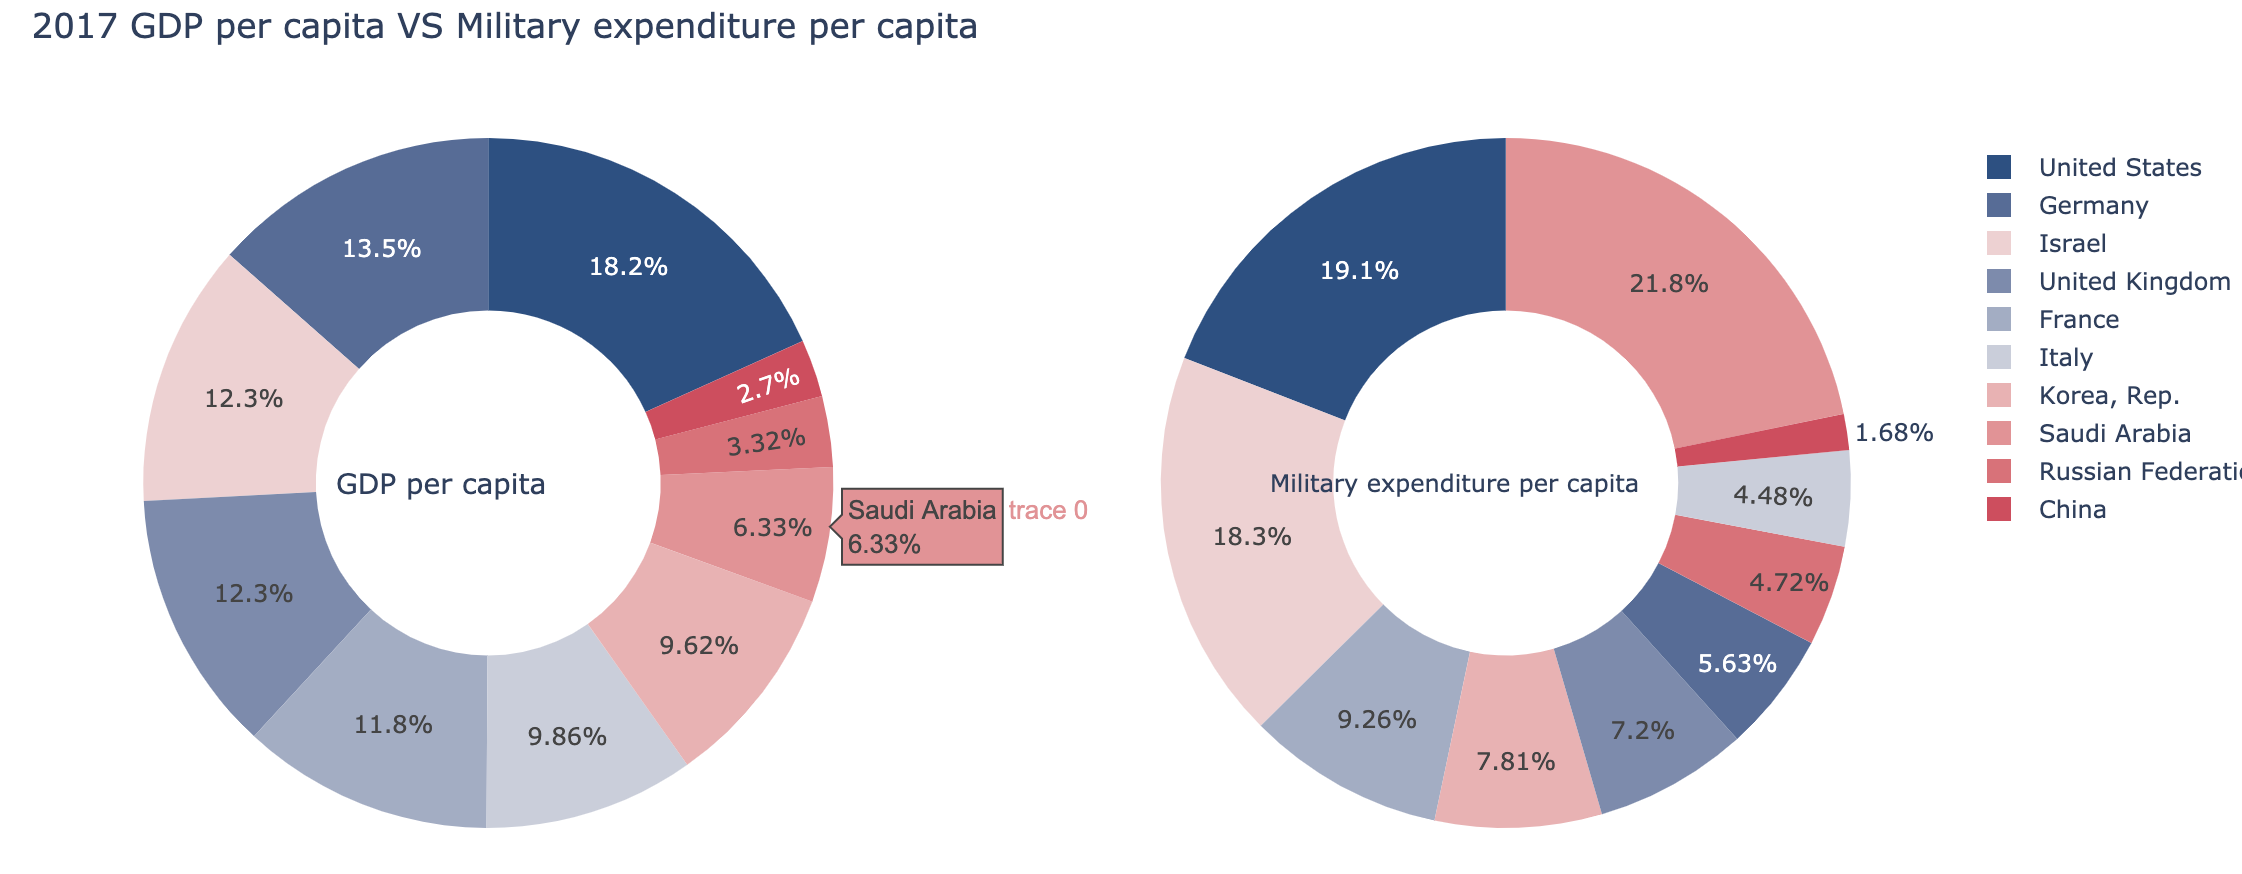 2017 GDP per capita VS Military expenditure per capita
13.5%
18.2%
12.3%
2.7%
3.32%
GDP per capita
Saudi Arabia trace 0
6.33%
6.33%
12.3%
9.62%
11.8%
9.86%
19.1%
21.8%
1.68%
Military expenditure per capita
4.48%
18.3%
4.72%
5.63%
9.26%
7.2%
7.81%
United States
Germany
Israel
United Kingdom
France
Italy
Korea, Rep.
Saudi Arabia
Russian Federati
China